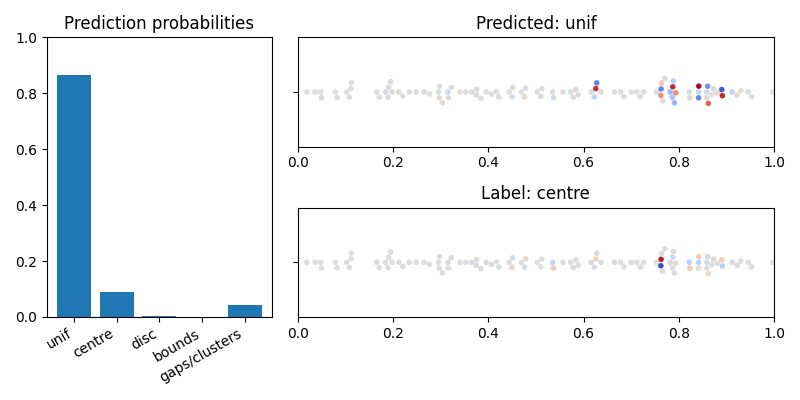 Prediction probabilities
1.0
0.8
0.6
0.4
0.2
0.0
unif
centre
disc
bounds
gaps/clusters
Predicted: unif
0.0 0.2 0.4 0.6 0.8 1.0
Label: centre
0.0 0.2 0.4 0.6 0.8 1.0